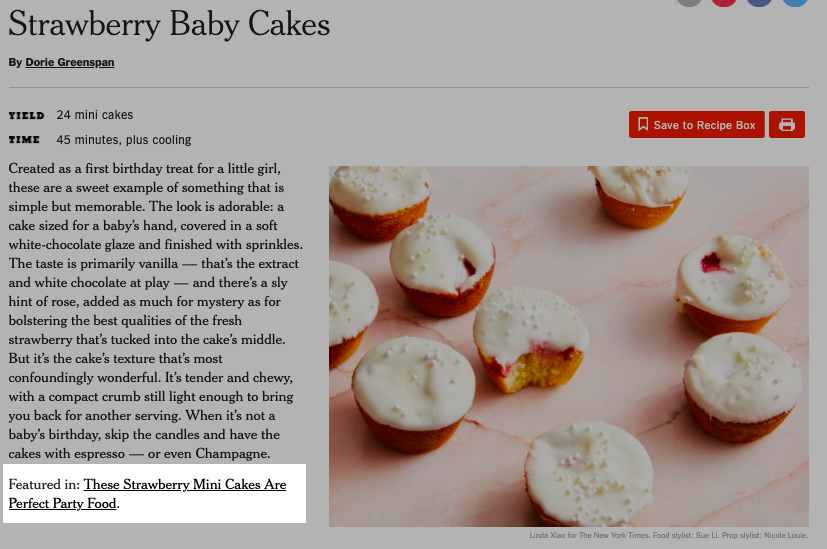 Strawberry Baby Cakes
By Dorie Greenspan
YIELD 24 mini cakes
TIME 45 minutes, plus cooling
Save to Recipe Box
Created as a first birthday treat for a little girl,
these are a sweet example of something that is
simple but memorable. The look is adorable: a
cake sized for a baby's hand, covered in a soft
white-chocolate glaze and finished with sprinkles.
The taste is primarily vanilla — that's the extract
and white chocolate at play — and there's a sly
hint of rose, added as much for mystery as for
bolstering the best qualities of the fresh
strawberry that's tucked into the cake's middle.
But it's the cake's texture that's most
confoundingly wonderful. It's tender and chewy,
with a compact crumb still light enough to bring
you back for another serving. When it's not a
baby's birthday, skip the candles and have the
cakes with espresso — or even Champagne.
Featured in: These Strawberry Mini Cakes Are
Perfect Party Food.
Linda Xiao for The New York Times. Food stylist: Sue Li. Prop stylist: Nicole Louie.